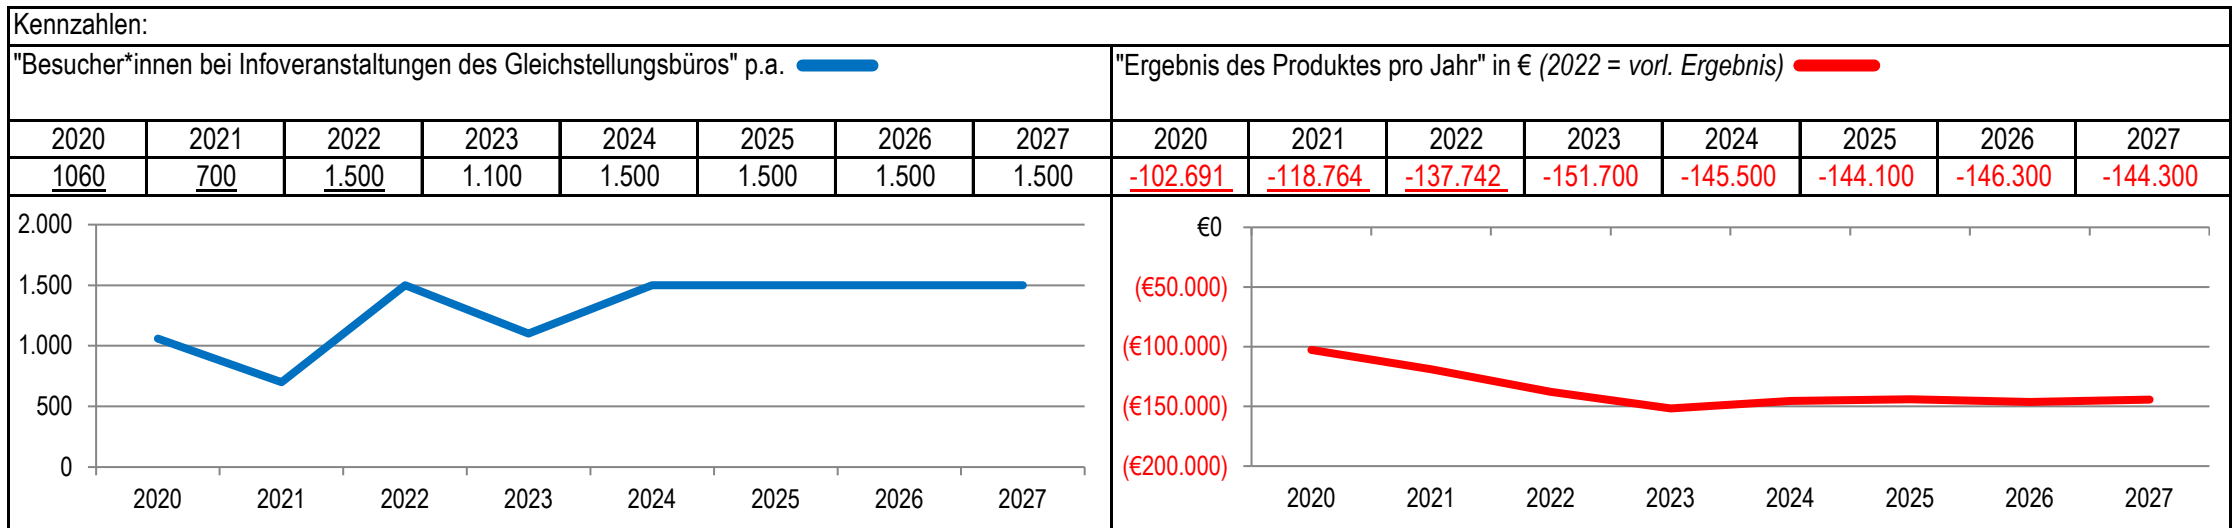 Kennzahlen:
"Besucher*innen bei Infoveranstaltungen des Gleichstellungsbüros" p.a.
2020 2021 2022 2023 2024 2025 2026 2027
1060 700 1.500 1.100 1.500 1.500 1.500 1.500
2.000
1.500
1.000
500
0
2020 2021 2022 2023 2024 2025 2026 2027
"Ergebnis des Produktes pro Jahr" in € (2022 = vorl. Ergebnis)
2020 2021 2022 2023 2024 2025 2026 2027
-102.691 -118.764 -137.742 -151.700 -145.500 -144.100 -146.300 -144.300
€0
(€50.000)
(€100.000)
(€150.000)
(€200.000)
2020 2021 2022 2023 2024 2025 2026 2027